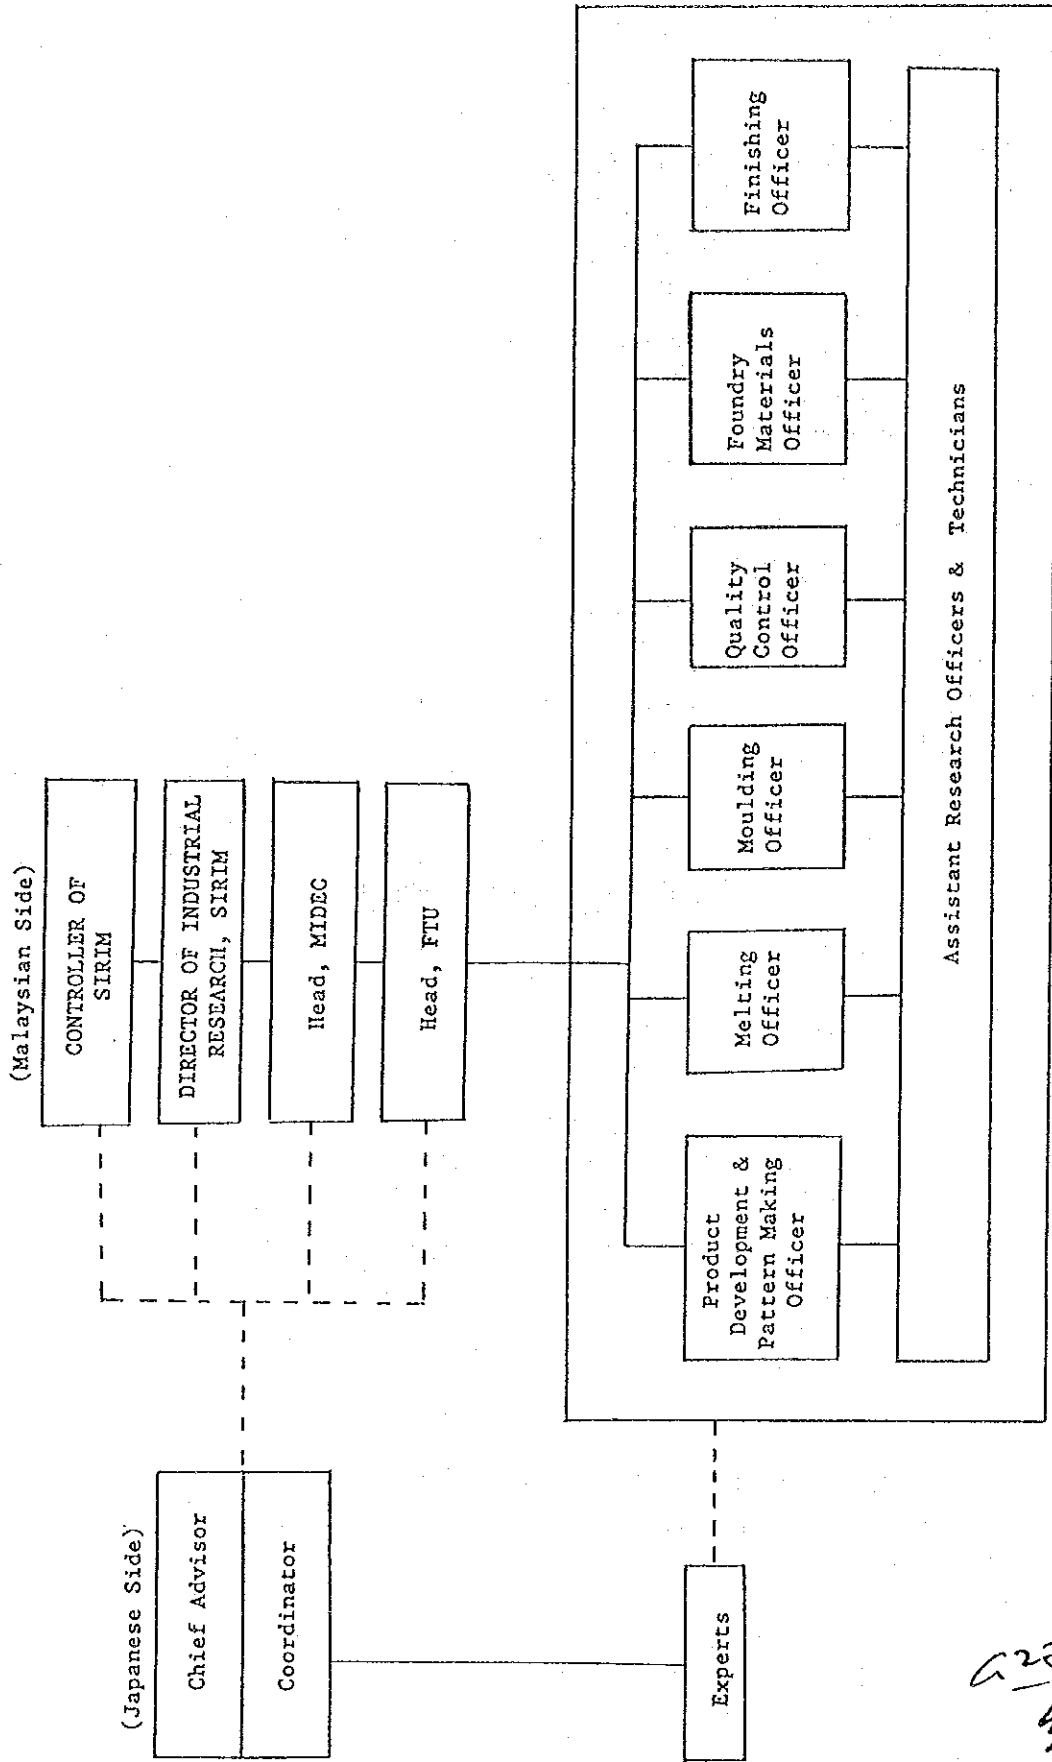 (Malaysian Side)
CONTROLLER OF
SIRIM
DIRECTOR OF INDUSTRIAL
RESEARCH, SIRIM
Head, MIDEC
Head, FTU
(Japanese Side)
Chief Advisor
Coordinator
Experts
Product
Development &
Pattern Making
Officer
Melting
Officer
Moulding
Officer
Quality
Control
Officer
Foundry
Materials
Officer
Finishing
Officer
Assistant Research Officers & Technicians